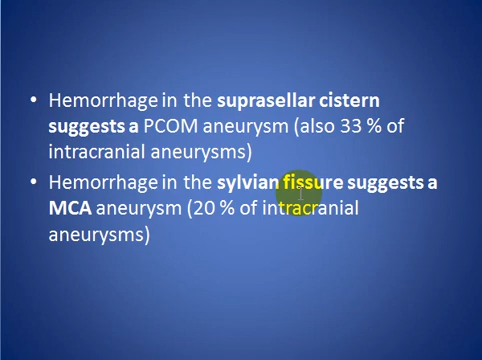 • Hemorrhage in the suprasellar cistern
suggests a PCOM aneurysm (also 33 % of
intracranial aneurysms)
• Hemorrhage in the sylvian fissure suggests a
MCA aneurysm (20 % of intracranial
aneurysms)